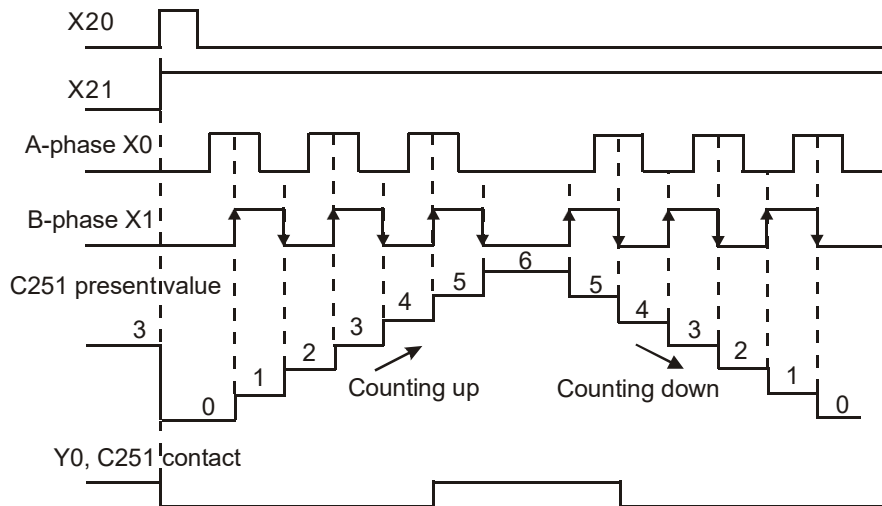 X20
X21
A-phase X0
B-phase X1
C251 present value
3
0
1
2
3
4
5
6
5
4
3
2
1
0
Counting up
Counting down
Y0, C251 contact